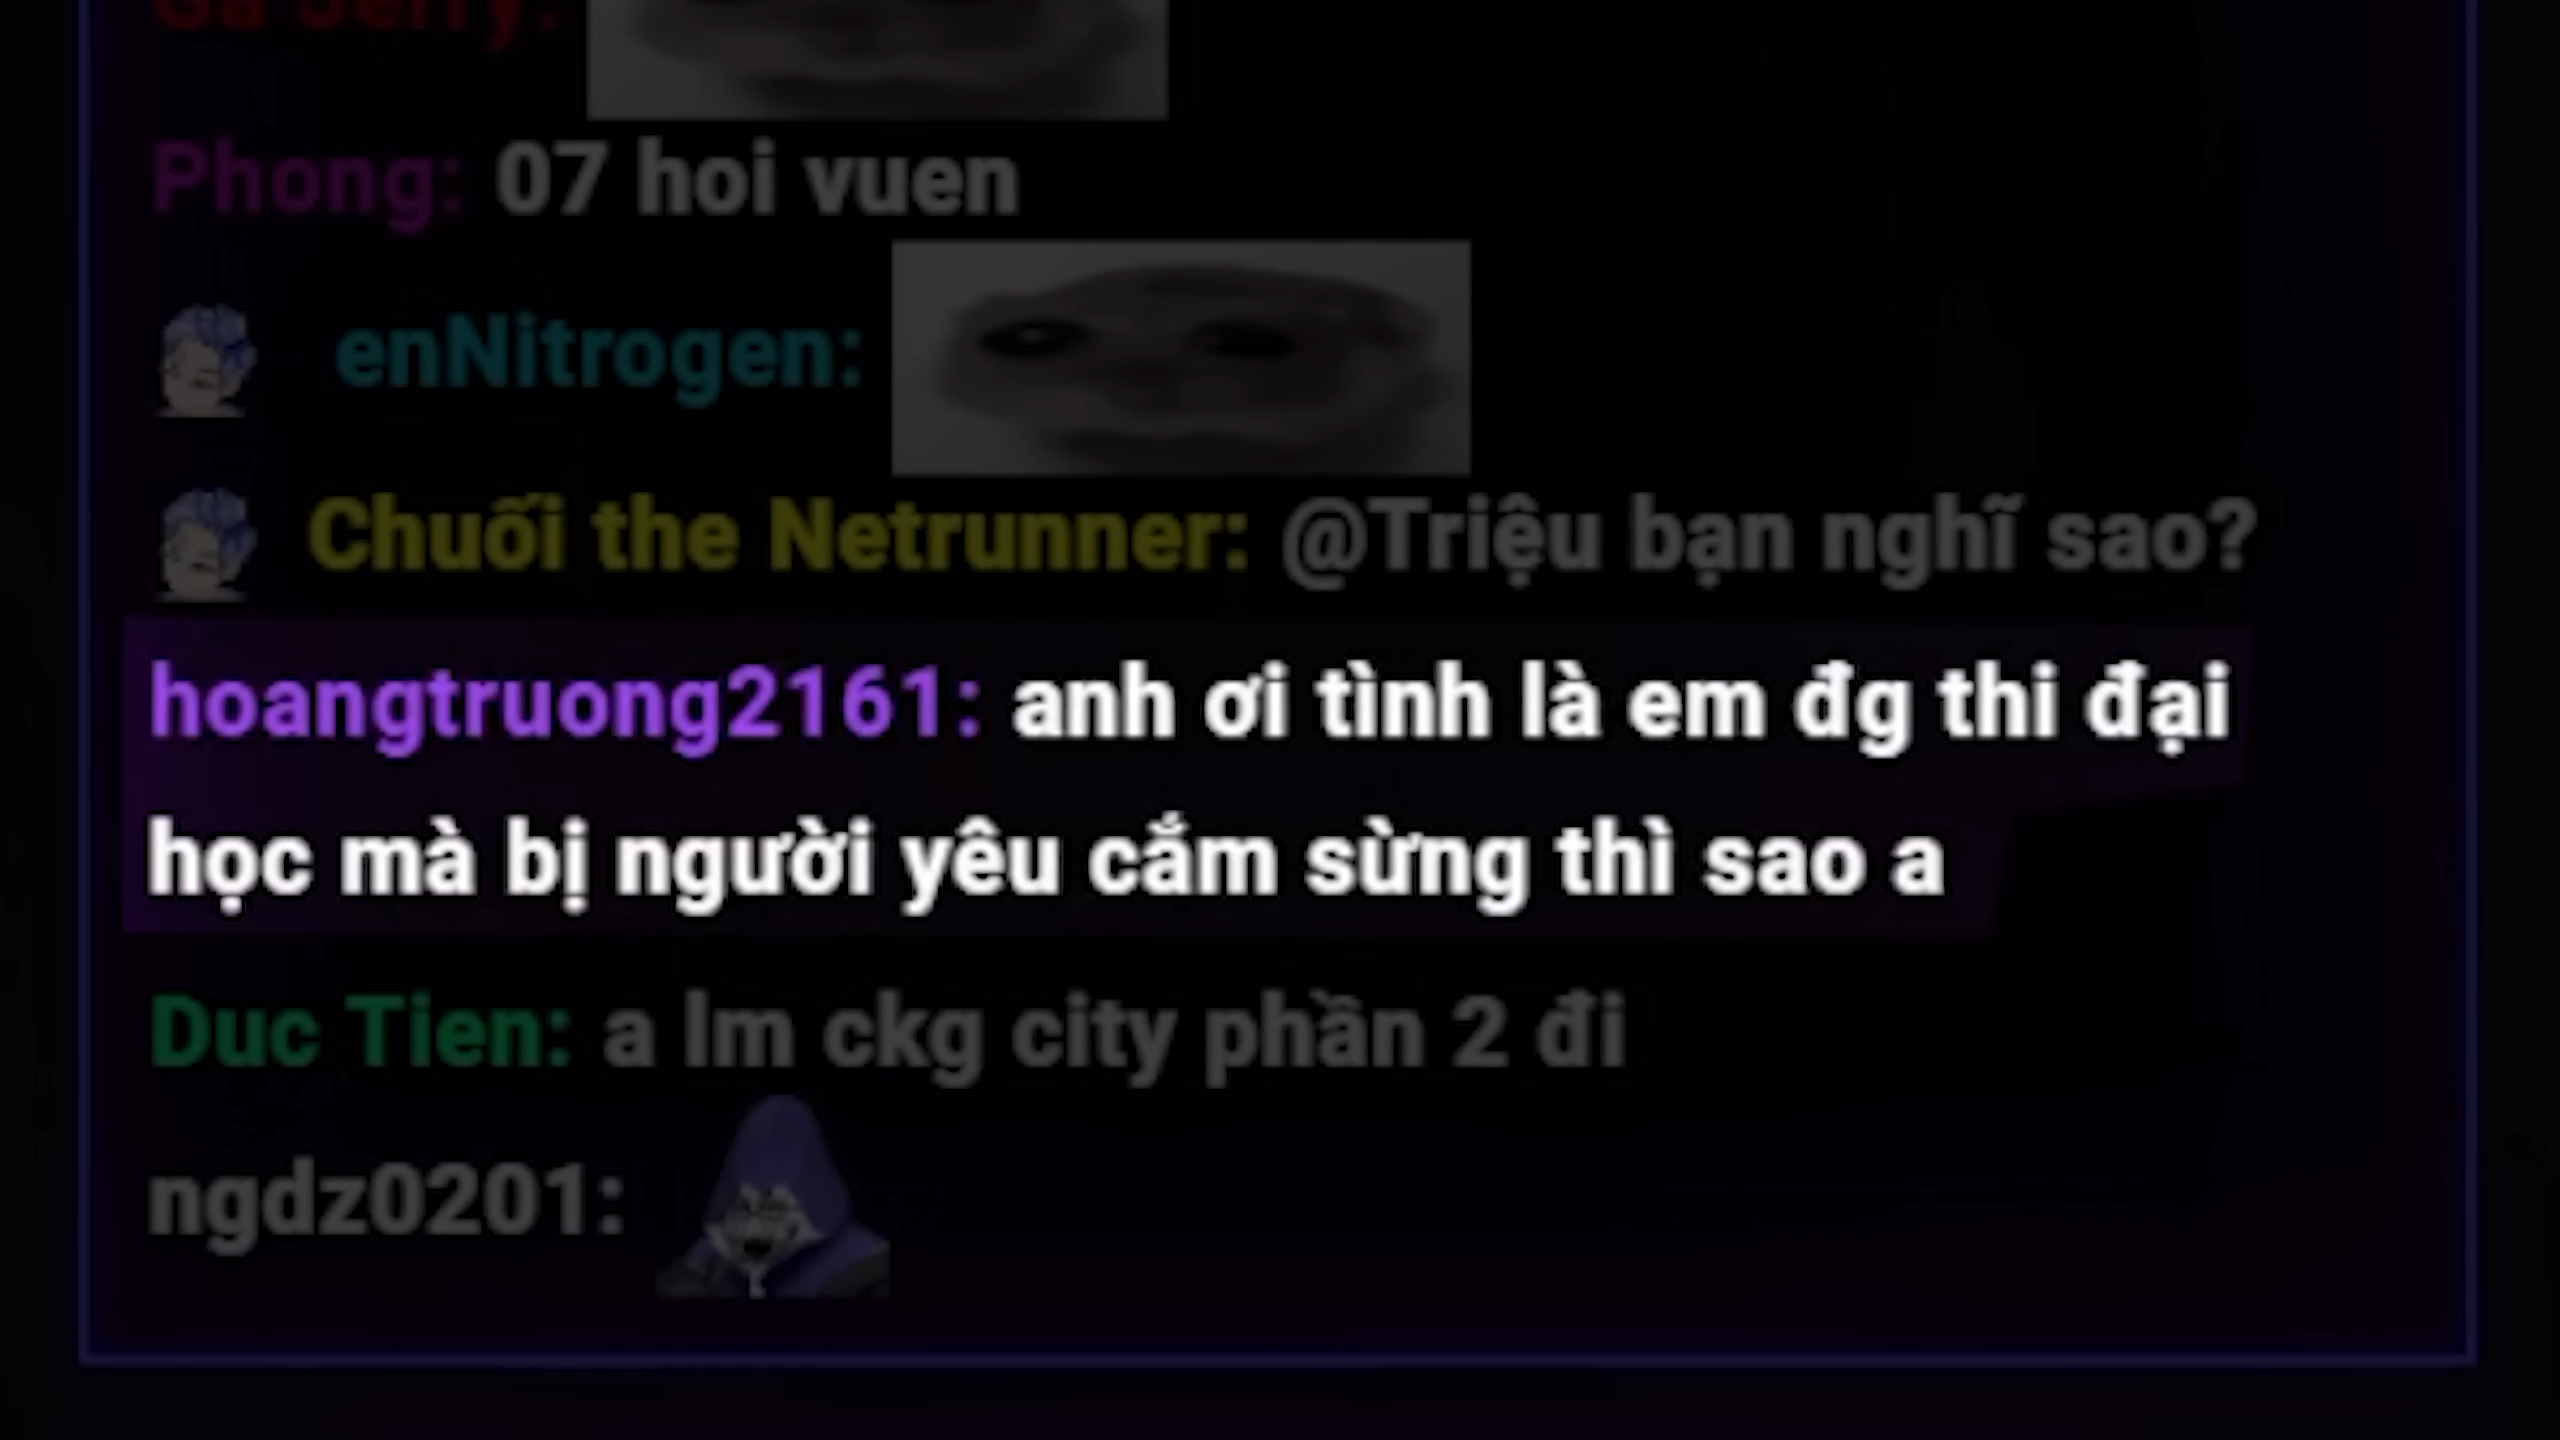 Ga Jerry:
Phong: 07 hoi vuen
enNitrogen:
Chuối the Netrunner: @Triệu bạn nghĩ sao?
hoangtruong2161: anh ơi tình là em đg thi đại
học mà bị người yêu cắm sừng thì sao a
Duc Tien: a lm ckg city phần 2 đi
ngdz0201: